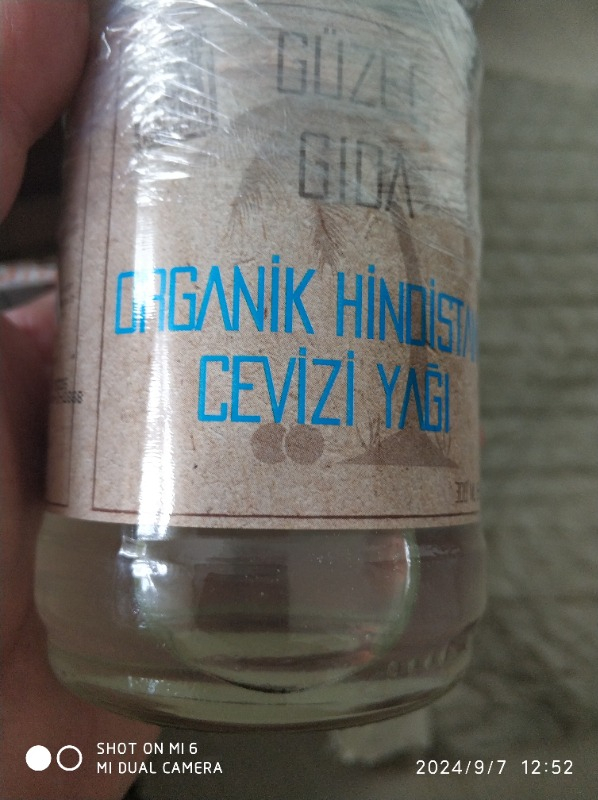 GÜZEL
GIDA
ORGANİK HİNDİSTAN
CEVİZİ YAĞI
SHOT ON MI 6
MI DUAL CAMERA
2024/9/7 12:52